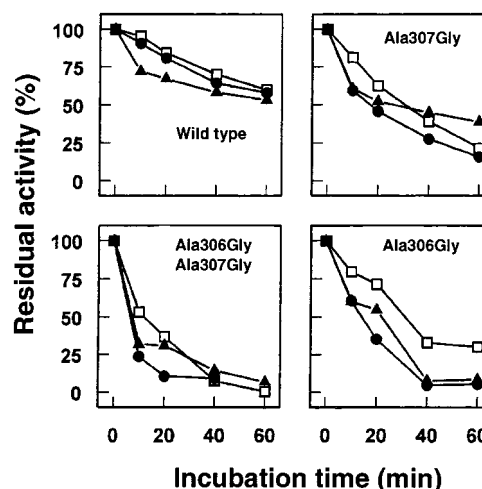 Residual activity (%)
100
75
50
25
0
Wild type
Ala307Gly
100
75
50
25
0
Ala306Gly
Ala307Gly
Ala306Gly
0 20 40 60
0 20 40 60
Incubation time (min)